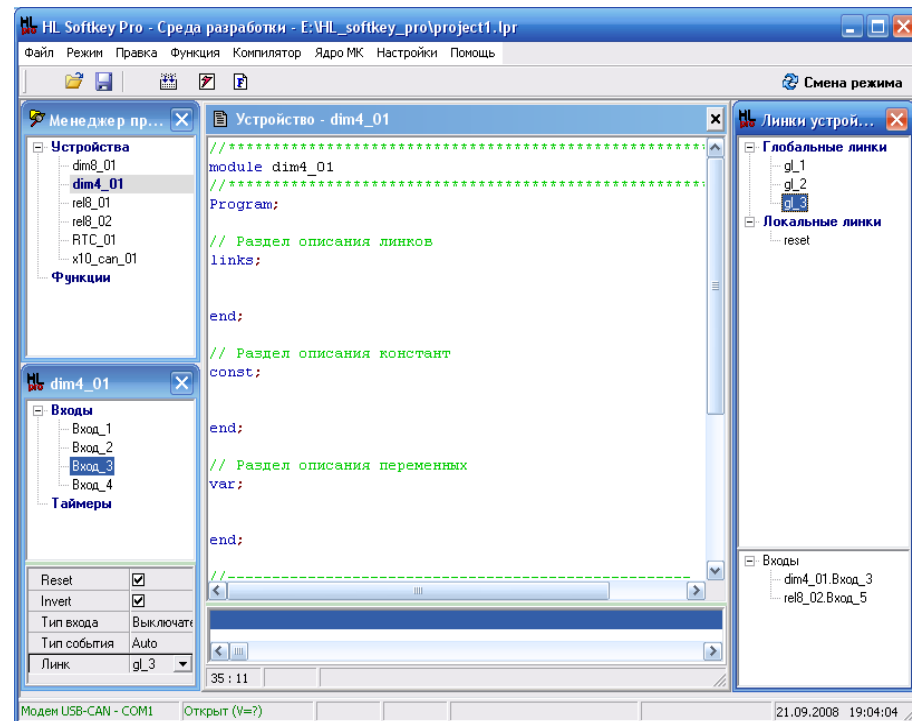 HL Softkey Pro - Среда разработки - E:\HL_softkey_pro\project1.lpr
Файл Режим Правка Функция Компилятор Ядро МК Настройки Помощь
Смена режима
Менеджер пр...
Устройства
dim8_01
dim4_01
rel8_01
rel8_02
RTC_01
x10_can_01
Функции
dim4_01
Входы
Вход_1
Вход_2
Вход_3
Вход_4
Таймеры
Reset
Invert
Тип входа Выключате
Тип события Auto
Линк gl_3
Устройство - dim4_01
//**********************************************************
module dim4_01
//**********************************************************
Program;
// Раздел описания линков
links;
end;
// Раздел описания констант
const;
end;
// Раздел описания переменных
var;
end;
//--------------------------------------------------------
35 : 11
Линки устрой...
Глобальные линки
gl_1
gl_2
gl_3
Локальные линки
reset
Входы
dim4_01.Вход_3
rel8_02.Вход_5
Модем USB-CAN - COM1 Открыт (V=?) 21.09.2008 19:04:04